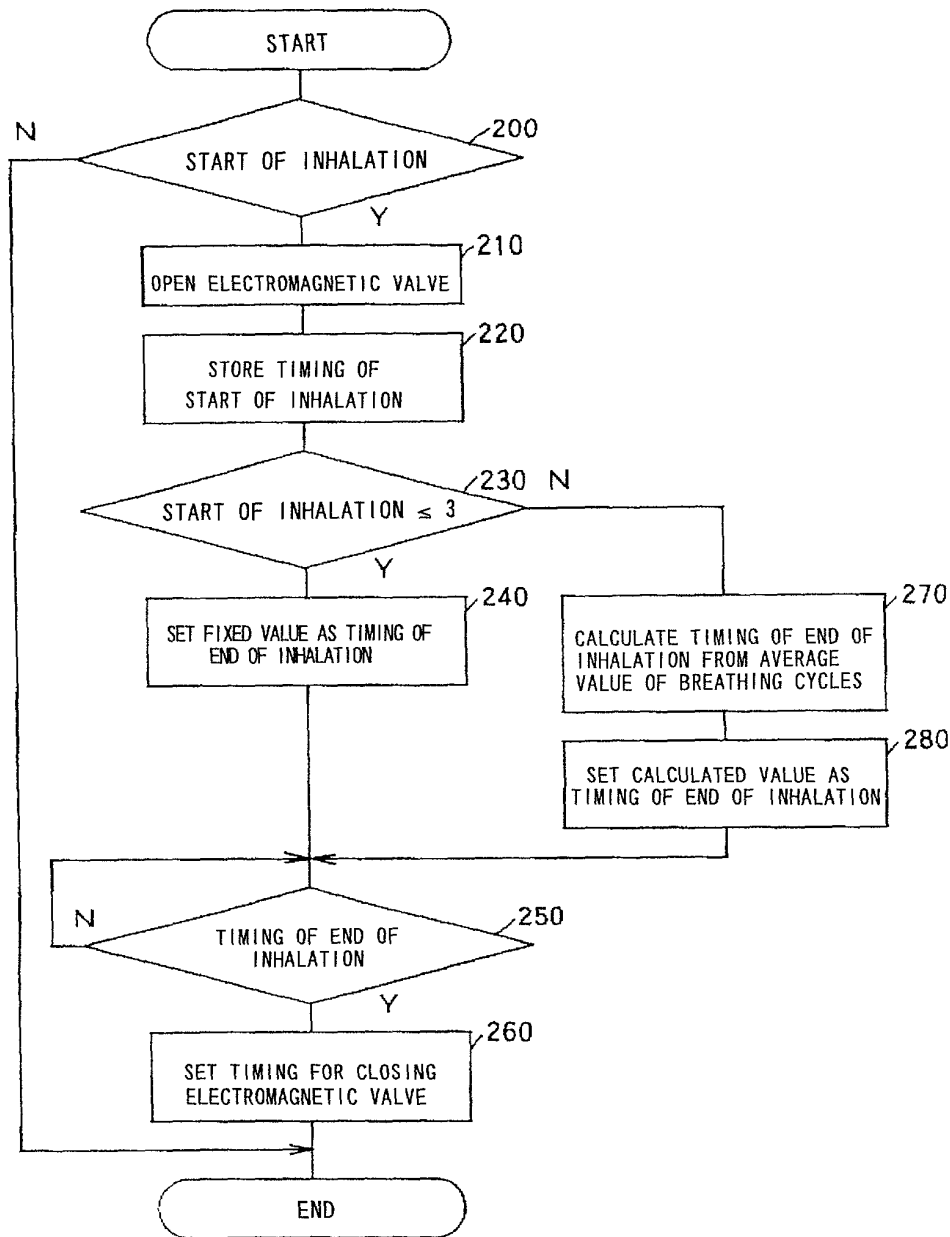 START
N
200
START OF INHALATION
Y
210
OPEN ELECTROMAGNETIC VALVE
220
STORE TIMING OF
START OF INHALATION
230
N
START OF INHALATION ≤ 3
Y
240
SET FIXED VALUE AS TIMING OF
END OF INHALATION
270
CALCULATE TIMING OF END OF
INHALATION FROM AVERAGE
VALUE OF BREATHING CYCLES
280
SET CALCULATED VALUE AS
TIMING OF END OF INHALATION
N
250
TIMING OF END OF
INHALATION
Y
260
SET TIMING FOR CLOSING
ELECTROMAGNETIC VALVE
END